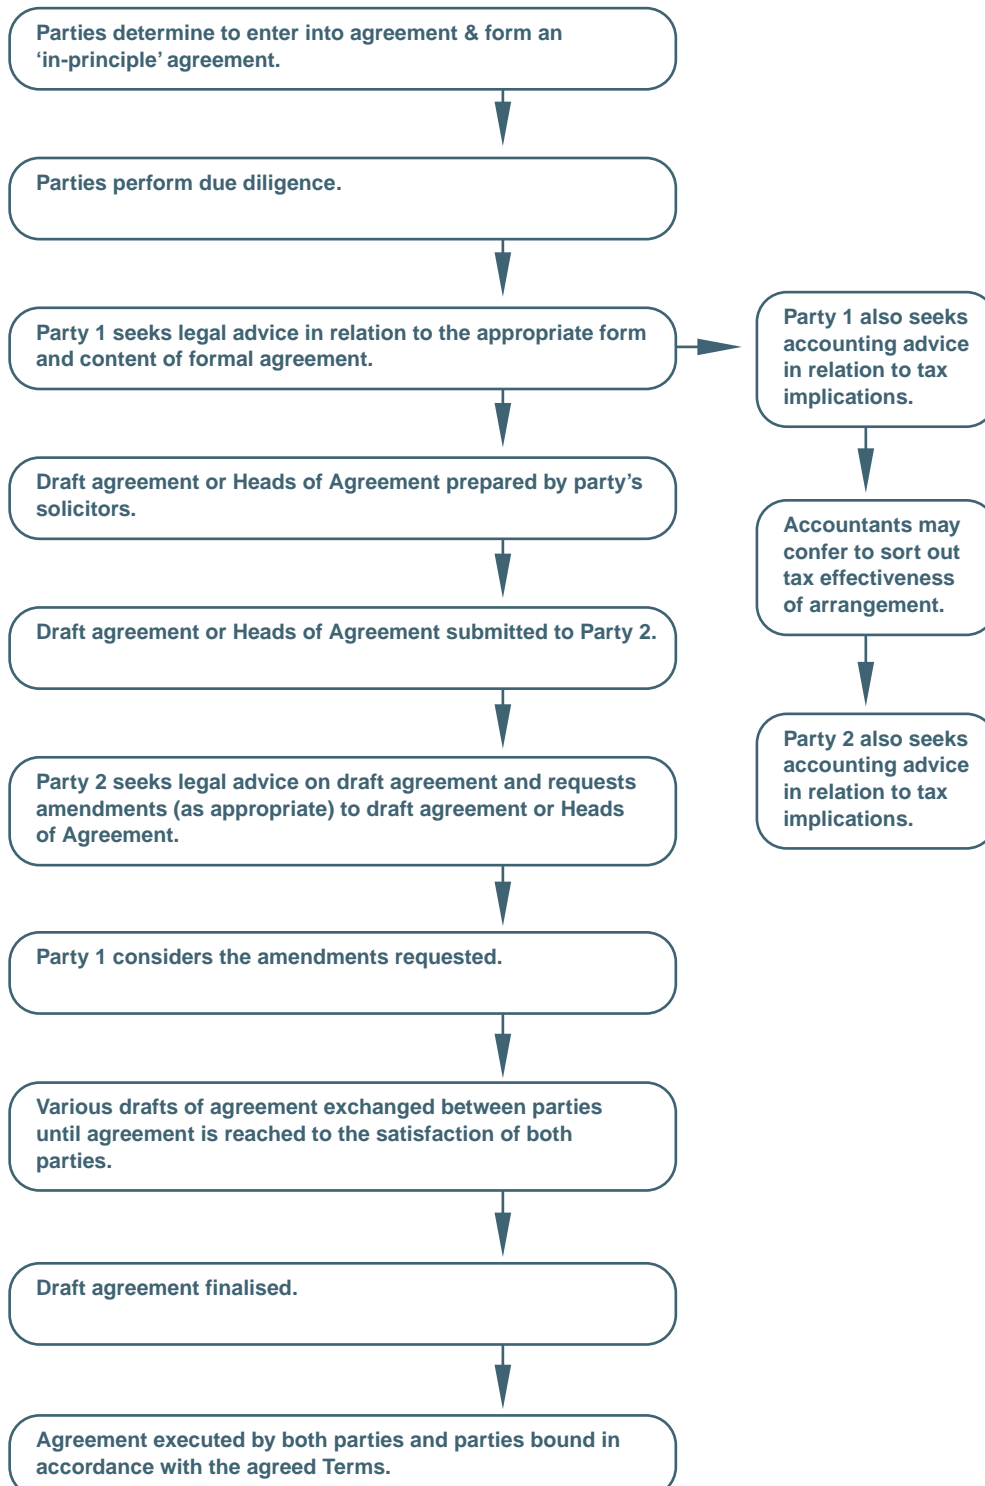 Parties determine to enter into agreement & form an
‘in-principle’ agreement.
Parties perform due diligence.
Party 1 seeks legal advice in relation to the appropriate form
and content of formal agreement.
Party 1 also seeks
accounting advice
in relation to tax
implications.
Draft agreement or Heads of Agreement prepared by party’s
solicitors.
Accountants may
confer to sort out
tax effectiveness
of arrangement.
Draft agreement or Heads of Agreement submitted to Party 2.
Party 2 also seeks
accounting advice
in relation to tax
implications.
Party 2 seeks legal advice on draft agreement and requests
amendments (as appropriate) to draft agreement or Heads
of Agreement.
Party 1 considers the amendments requested.
Various drafts of agreement exchanged between parties
until agreement is reached to the satisfaction of both
parties.
Draft agreement finalised.
Agreement executed by both parties and parties bound in
accordance with the agreed Terms.